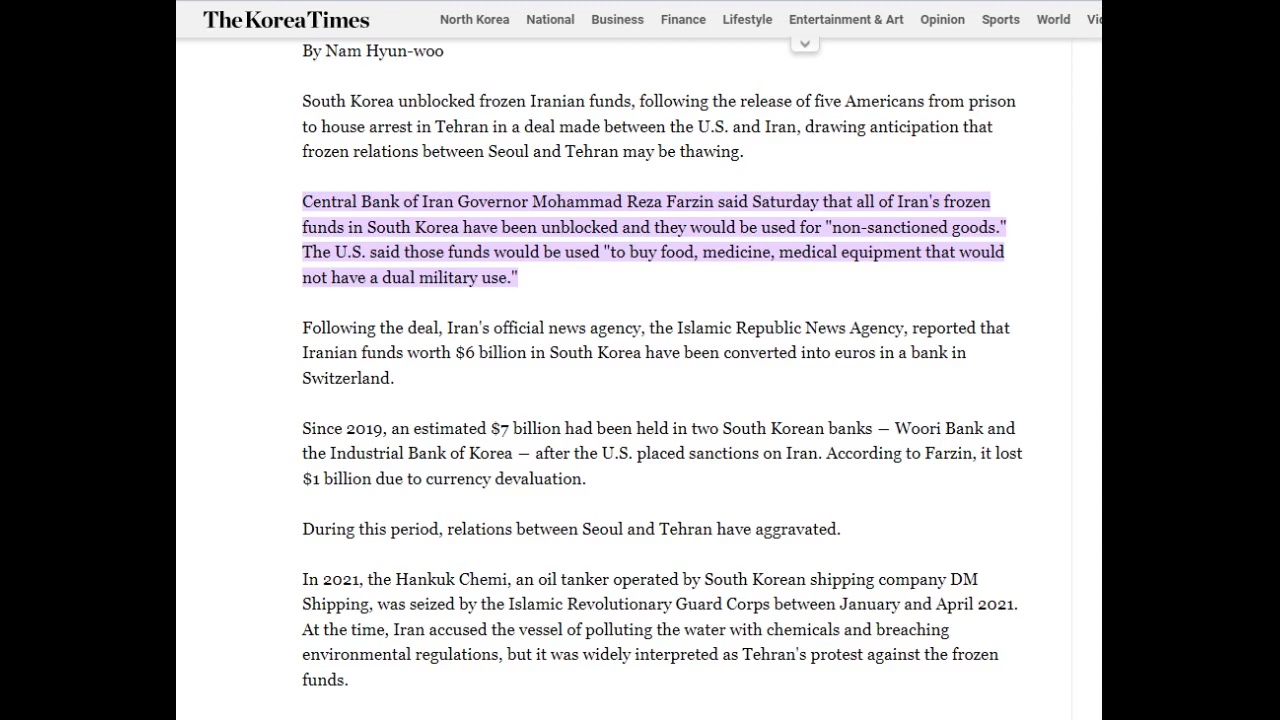 The Korea Times
North Korea National Business Finance Lifestyle Entertainment & Art Opinion Sports World
By Nam Hyun-woo
South Korea unblocked frozen Iranian funds, following the release of five Americans from prison
to house arrest in Tehran in a deal made between the U.S. and Iran, drawing anticipation that
frozen relations between Seoul and Tehran may be thawing.
Central Bank of Iran Governor Mohammad Reza Farzin said Saturday that all of Iran's frozen
funds in South Korea have been unblocked and they would be used for "non-sanctioned goods."
The U.S. said those funds would be used "to buy food, medicine, medical equipment that would
not have a dual military use."
Following the deal, Iran's official news agency, the Islamic Republic News Agency, reported that
Iranian funds worth $6 billion in South Korea have been converted into euros in a bank in
Switzerland.
Since 2019, an estimated $7 billion had been held in two South Korean banks — Woori Bank and
the Industrial Bank of Korea — after the U.S. placed sanctions on Iran. According to Farzin, it lost
$1 billion due to currency devaluation.
During this period, relations between Seoul and Tehran have aggravated.
In 2021, the Hankuk Chemi, an oil tanker operated by South Korean shipping company DM
Shipping, was seized by the Islamic Revolutionary Guard Corps between January and April 2021.
At the time, Iran accused the vessel of polluting the water with chemicals and breaching
environmental regulations, but it was widely interpreted as Tehran's protest against the frozen
funds.